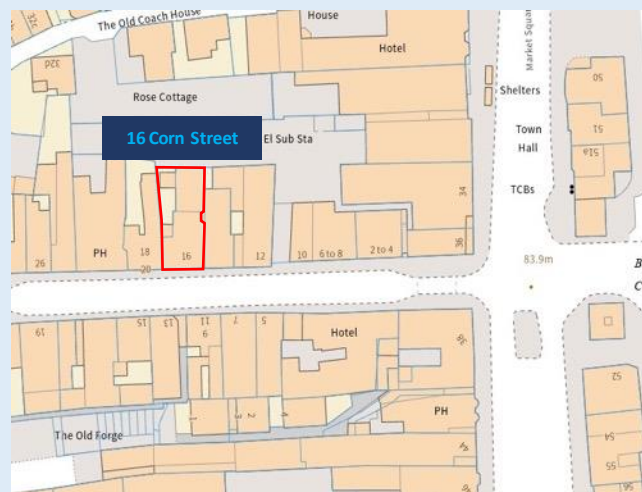 The Old Coach House
32c
House
Hotel
Market Square
32d
Shelters
50
Rose Cottage
16 Corn Street
El Sub Sta
Town
Hall
51
51a
TCBs
34
PH
18
16
12
10
6 to 8
2 to 4
36
26
20
83.9m
B
C
19
15
13
11
9
7
5
Hotel
38
52
1
3
2
4
PH
The Old Forge
54
55
56